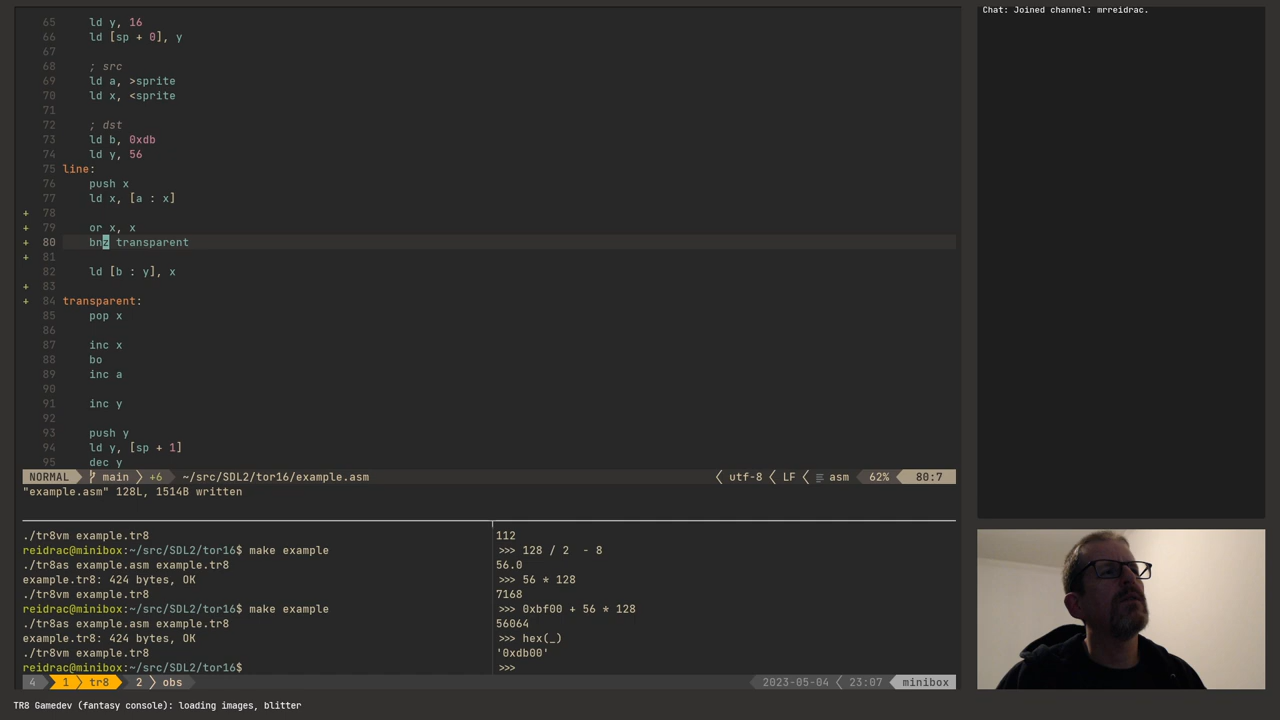 65 ld y, 16
66 ld [sp + 0], y
67
68 ; src
69 ld a, >sprite
70 ld x, <sprite
71
72 ; dst
73 ld b, 0xdb
74 ld y, 56
75 line:
76 push x
77 ld x, [a : x]
+ 78
+ 79 or x, x
+ 80 bnz transparent
+ 81
82 ld [b : y], x
+ 83
+ 84 transparent:
85 pop x
86
87 inc x
88 bo
89 inc a
90
91 inc y
92
93 push y
94 ld y, [sp + 1]
95 dec y
NORMAL main +6 ~/src/SDL2/tor16/example.asm utf-8 LF asm 62% 80:7
"example.asm" 128L, 1514B written
./tr8vm example.tr8
reidrac@minibox:~/src/SDL2/tor16$ make example
./tr8as example.asm example.tr8
example.tr8: 424 bytes, OK
./tr8vm example.tr8
reidrac@minibox:~/src/SDL2/tor16$ make example
./tr8as example.asm example.tr8
example.tr8: 424 bytes, OK
./tr8vm example.tr8
reidrac@minibox:~/src/SDL2/tor16$
112
>>> 128 / 2  - 8
56.0
>>> 56 * 128
7168
>>> 0xbf00 + 56 * 128
56064
>>> hex(_)
'0xdb00'
>>>
4 1 tr8 2 obs 2023-05-04 23:07 minibox
Chat: Joined channel: mrreidrac.
TR8 Gamedev (fantasy console): loading images, blitter